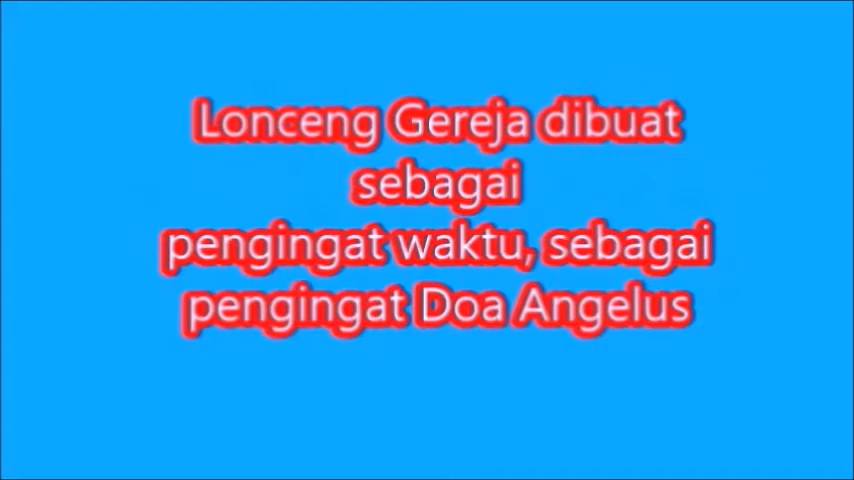 Lonceng Gereja dibuat
sebagai
pengingat waktu, sebagai
pengingat Doa Angelus